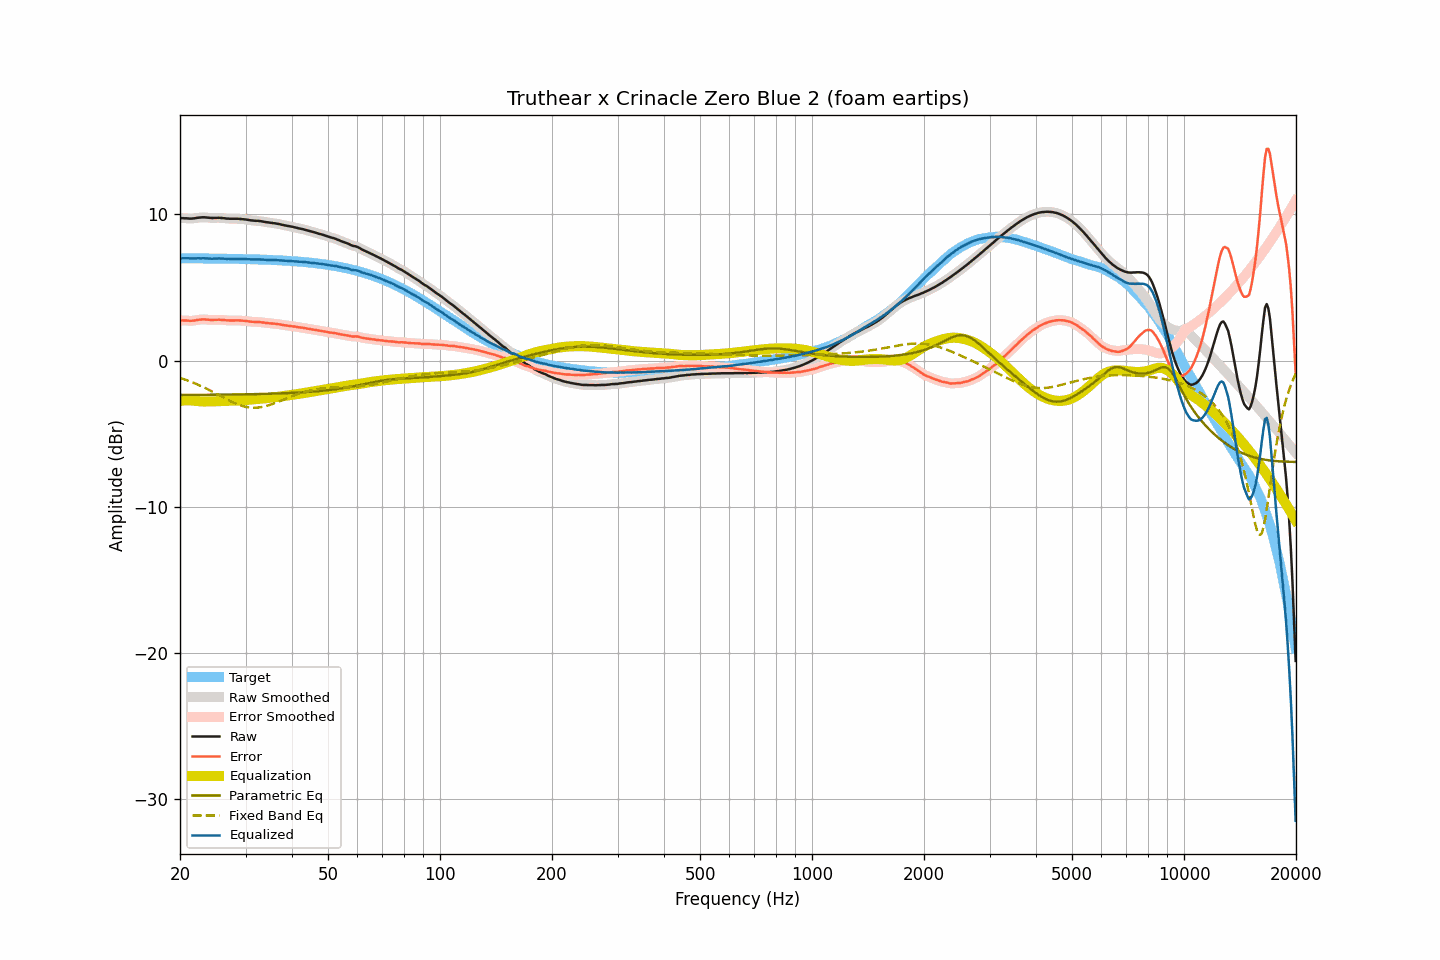 Truthear x Crinacle Zero Blue 2 (foam eartips)
10
0
−10
−20
−30
Amplitude (dBr)
Target
Raw Smoothed
Error Smoothed
Raw
Error
Equalization
Parametric Eq
Fixed Band Eq
Equalized
20 50 100 200 500 1000 2000 5000 10000 20000
Frequency (Hz)